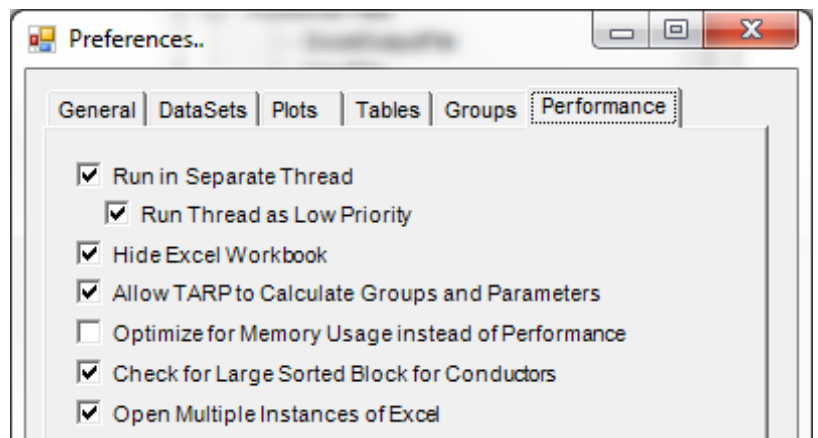 Preferences..
General DataSets Plots Tables Groups Performance
Run in Separate Thread
Run Thread as Low Priority
Hide Excel Workbook
Allow TARP to Calculate Groups and Parameters
Optimize for Memory Usage instead of Performance
Check for Large Sorted Block for Conductors
Open Multiple Instances of Excel